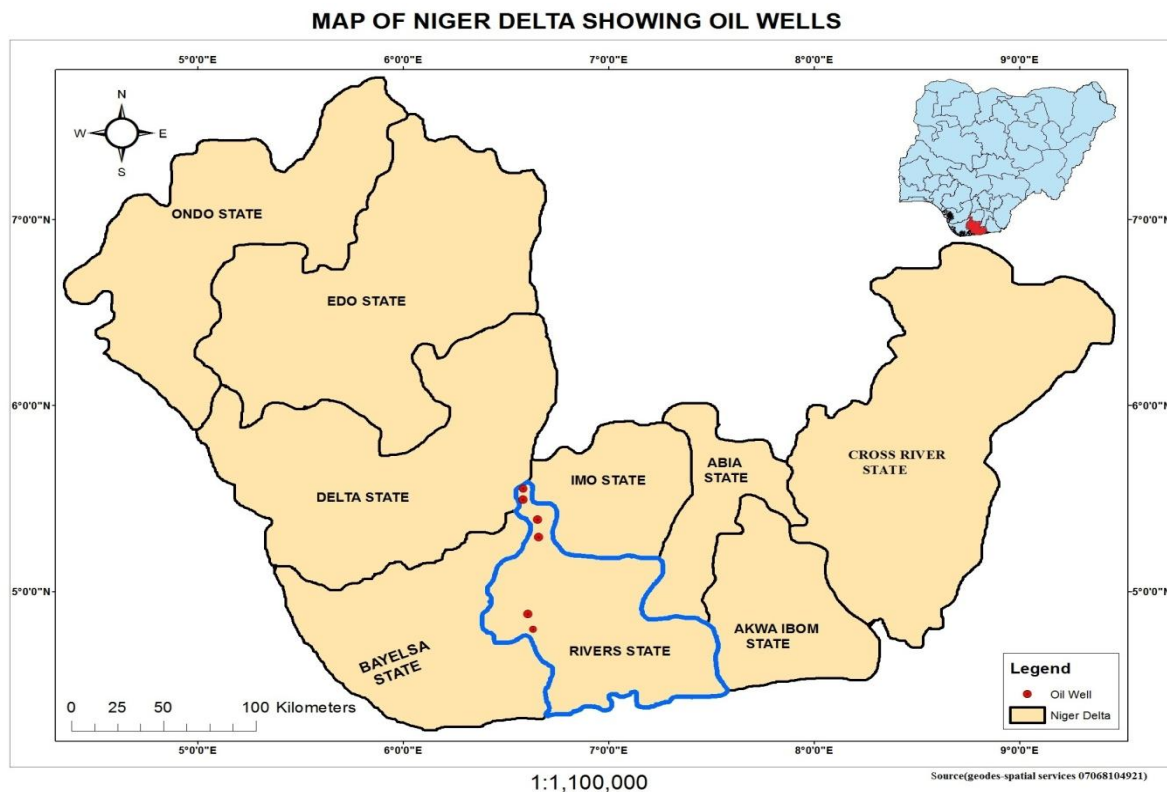 MAP OF NIGER DELTA SHOWING OIL WELLS
5°0'0"E 6°0'0"E 7°0'0"E 8°0'0"E 9°0'0"E
N
W E
S
7°0'0"N 7°0'0"N
ONDO STATE
EDO STATE
6°0'0"N 6°0'0"N
CROSS RIVER
STATE
ABIA
STATE
IMO STATE
DELTA STATE
5°0'0"N 5°0'0"N
AKWA IBOM
STATE
RIVERS STATE
BAYELSA
STATE
Legend
Oil Well
Niger Delta
0 25 50 100 Kilometers
5°0'0"E 6°0'0"E 7°0'0"E 8°0'0"E 9°0'0"E
1:1,100,000
Source(geodes-spatial services 07068104921)